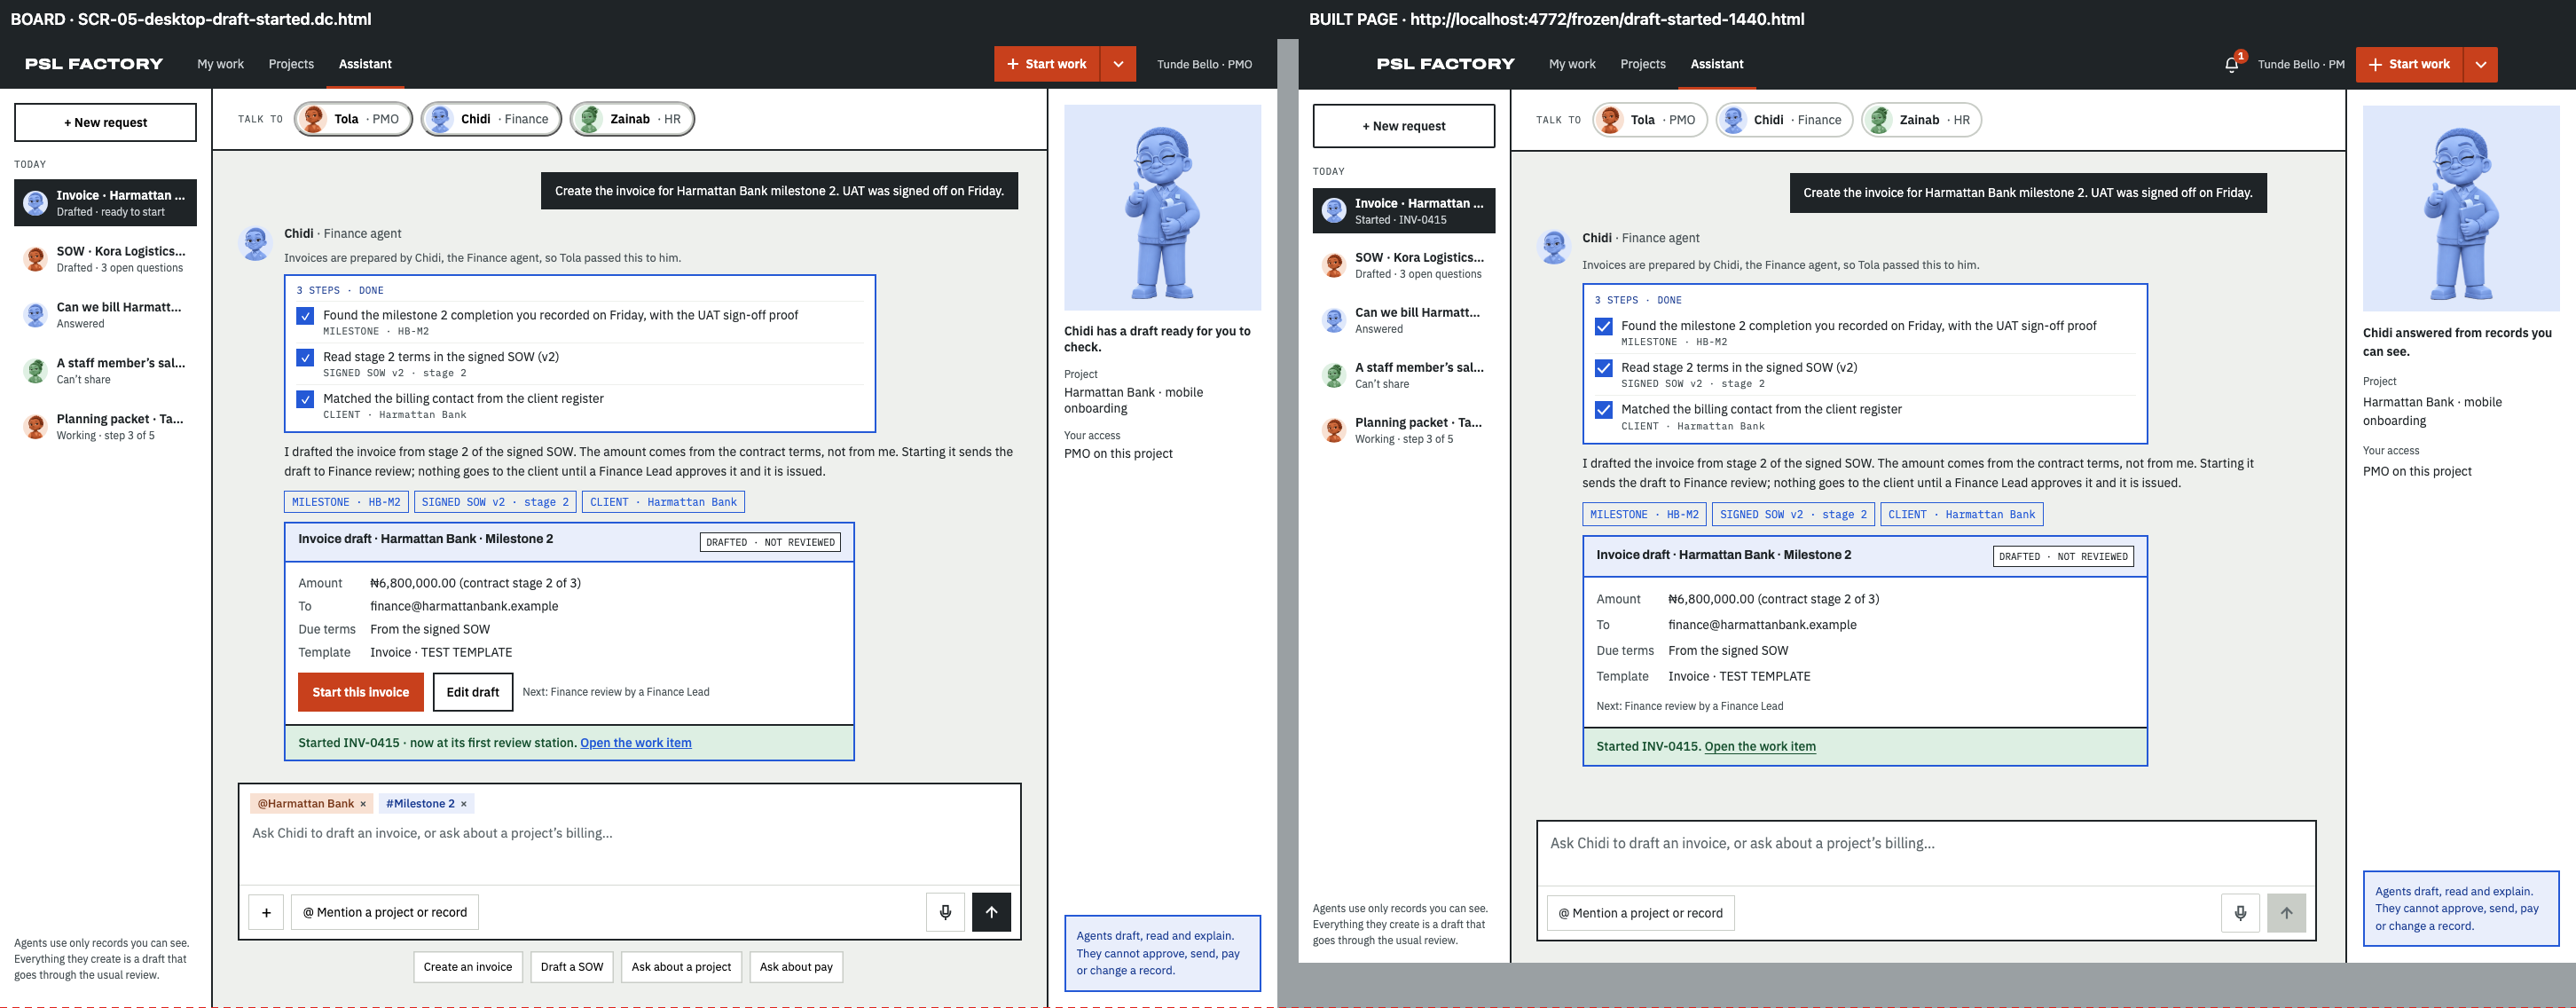 BOARD · SCR-05-desktop-draft-started.dc.html
PSL FACTORY
My work
Projects
Assistant
+ Start work
Tunde Bello · PMO
+ New request
TODAY
Invoice · Harmattan ...
Drafted · ready to start
SOW · Kora Logistics...
Drafted · 3 open questions
Can we bill Harmatt...
Answered
A staff member’s sal...
Can’t share
Planning packet · Ta...
Working · step 3 of 5
Agents use only records you can see.
Everything they create is a draft that
goes through the usual review.
TALK TO
Tola · PMO
Chidi · Finance
Zainab · HR
Create the invoice for Harmattan Bank milestone 2. UAT was signed off on Friday.
Chidi · Finance agent
Invoices are prepared by Chidi, the Finance agent, so Tola passed this to him.
3 STEPS · DONE
Found the milestone 2 completion you recorded on Friday, with the UAT sign-off proof
MILESTONE · HB-M2
Read stage 2 terms in the signed SOW (v2)
SIGNED SOW v2 · stage 2
Matched the billing contact from the client register
CLIENT · Harmattan Bank
I drafted the invoice from stage 2 of the signed SOW. The amount comes from the contract terms, not from me. Starting it sends the
draft to Finance review; nothing goes to the client until a Finance Lead approves it and it is issued.
MILESTONE · HB-M2
SIGNED SOW v2 · stage 2
CLIENT · Harmattan Bank
Invoice draft · Harmattan Bank · Milestone 2
DRAFTED · NOT REVIEWED
Amount ₦6,800,000.00 (contract stage 2 of 3)
To finance@harmattanbank.example
Due terms From the signed SOW
Template Invoice · TEST TEMPLATE
Start this invoice
Edit draft
Next: Finance review by a Finance Lead
Started INV-0415 · now at its first review station. Open the work item
@Harmattan Bank ×
#Milestone 2 ×
Ask Chidi to draft an invoice, or ask about a project’s billing...
+
@ Mention a project or record
Create an invoice
Draft a SOW
Ask about a project
Ask about pay
Chidi has a draft ready for you to
check.
Project
Harmattan Bank · mobile
onboarding
Your access
PMO on this project
Agents draft, read and explain.
They cannot approve, send, pay
or change a record.
BUILT PAGE · http://localhost:4772/frozen/draft-started-1440.html
PSL FACTORY
My work
Projects
Assistant
1
Tunde Bello · PM
+ Start work
+ New request
TODAY
Invoice · Harmattan ...
Started · INV-0415
SOW · Kora Logistics...
Drafted · 3 open questions
Can we bill Harmatt...
Answered
A staff member’s sal...
Can’t share
Planning packet · Ta...
Working · step 3 of 5
Agents use only records you can see.
Everything they create is a draft that
goes through the usual review.
TALK TO
Tola · PMO
Chidi · Finance
Zainab · HR
Create the invoice for Harmattan Bank milestone 2. UAT was signed off on Friday.
Chidi · Finance agent
Invoices are prepared by Chidi, the Finance agent, so Tola passed this to him.
3 STEPS · DONE
Found the milestone 2 completion you recorded on Friday, with the UAT sign-off proof
MILESTONE · HB-M2
Read stage 2 terms in the signed SOW (v2)
SIGNED SOW v2 · stage 2
Matched the billing contact from the client register
CLIENT · Harmattan Bank
I drafted the invoice from stage 2 of the signed SOW. The amount comes from the contract terms, not from me. Starting it
sends the draft to Finance review; nothing goes to the client until a Finance Lead approves it and it is issued.
MILESTONE · HB-M2
SIGNED SOW v2 · stage 2
CLIENT · Harmattan Bank
Invoice draft · Harmattan Bank · Milestone 2
DRAFTED · NOT REVIEWED
Amount ₦6,800,000.00 (contract stage 2 of 3)
To finance@harmattanbank.example
Due terms From the signed SOW
Template Invoice · TEST TEMPLATE
Next: Finance review by a Finance Lead
Started INV-0415. Open the work item
Ask Chidi to draft an invoice, or ask about a project’s billing...
@ Mention a project or record
Chidi answered from records you
can see.
Project
Harmattan Bank · mobile
onboarding
Your access
PMO on this project
Agents draft, read and explain.
They cannot approve, send, pay
or change a record.